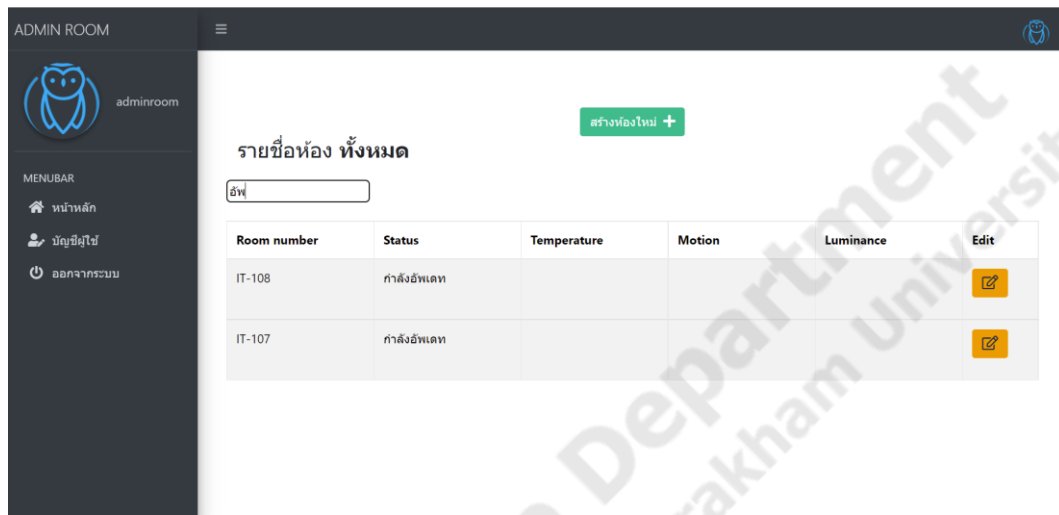 ADMIN ROOM
adminroom
MENUBAR
หน้าหลัก
บัญชีผู้ใช้
ออกจากระบบ
สร้างห้องใหม่
รายชื่อห้อง ทั้งหมด
อัพ
Room number Status Temperature Motion Luminance Edit
IT-108 กำลังอัพเดท
IT-107 กำลังอัพเดท
Department